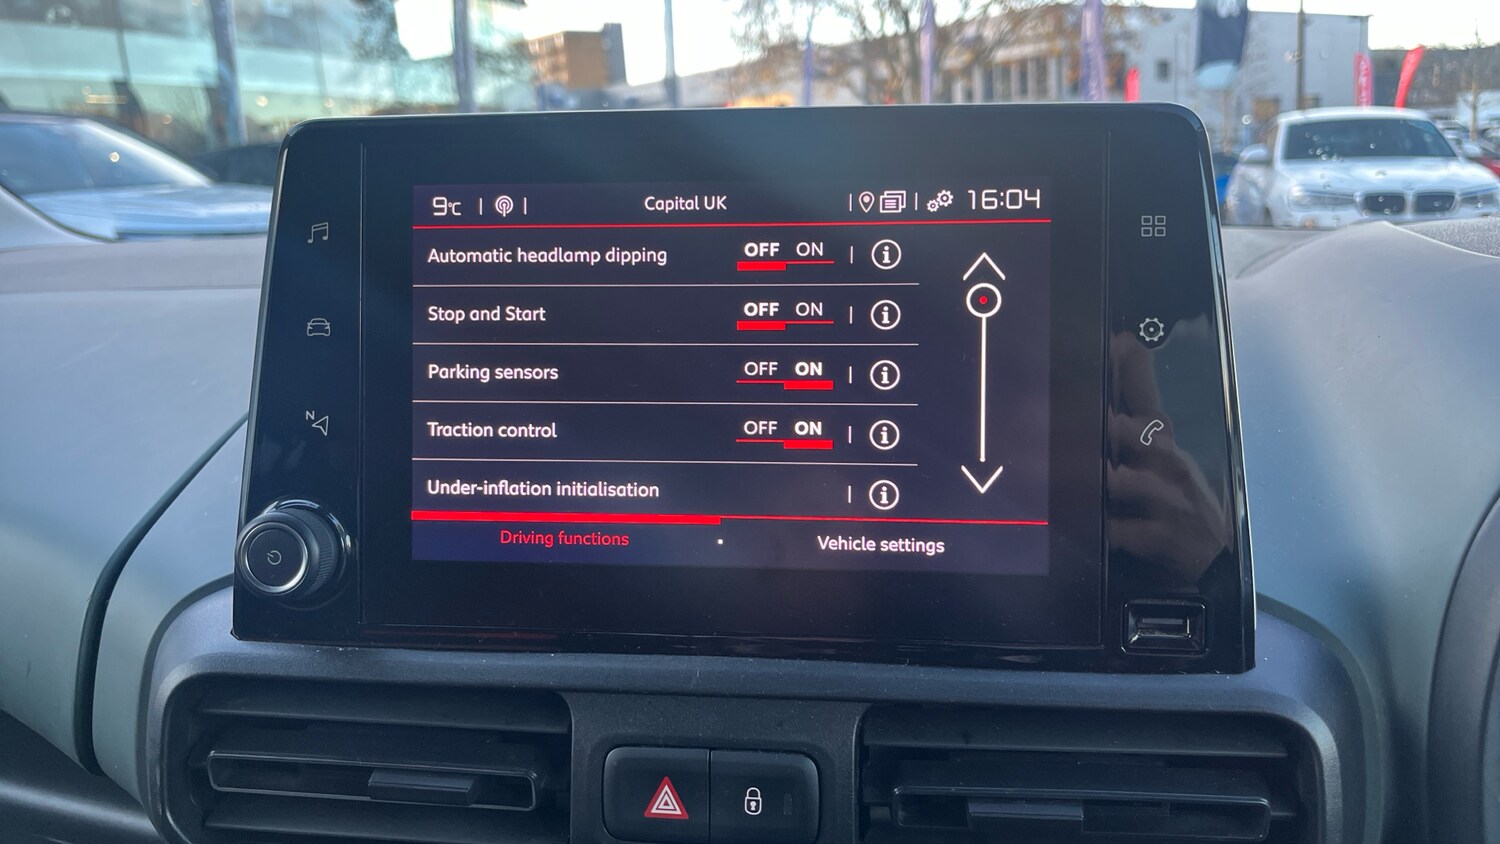 9°C | | Capital UK | | 16:04
Automatic headlamp dipping OFF ON | i
Stop and Start OFF ON | i
Parking sensors OFF ON | i
Traction control OFF ON | i
Under-inflation initialisation | i
Driving functions Vehicle settings
N